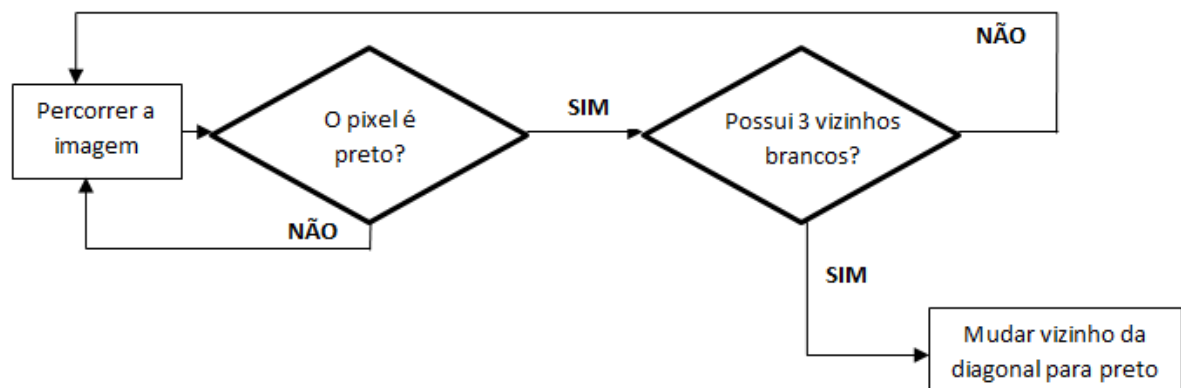 NÃO
Percorrer a
imagem
O pixel é
preto?
SIM
Possui 3 vizinhos
brancos?
NÃO
SIM
Mudar vizinho da
diagonal para preto